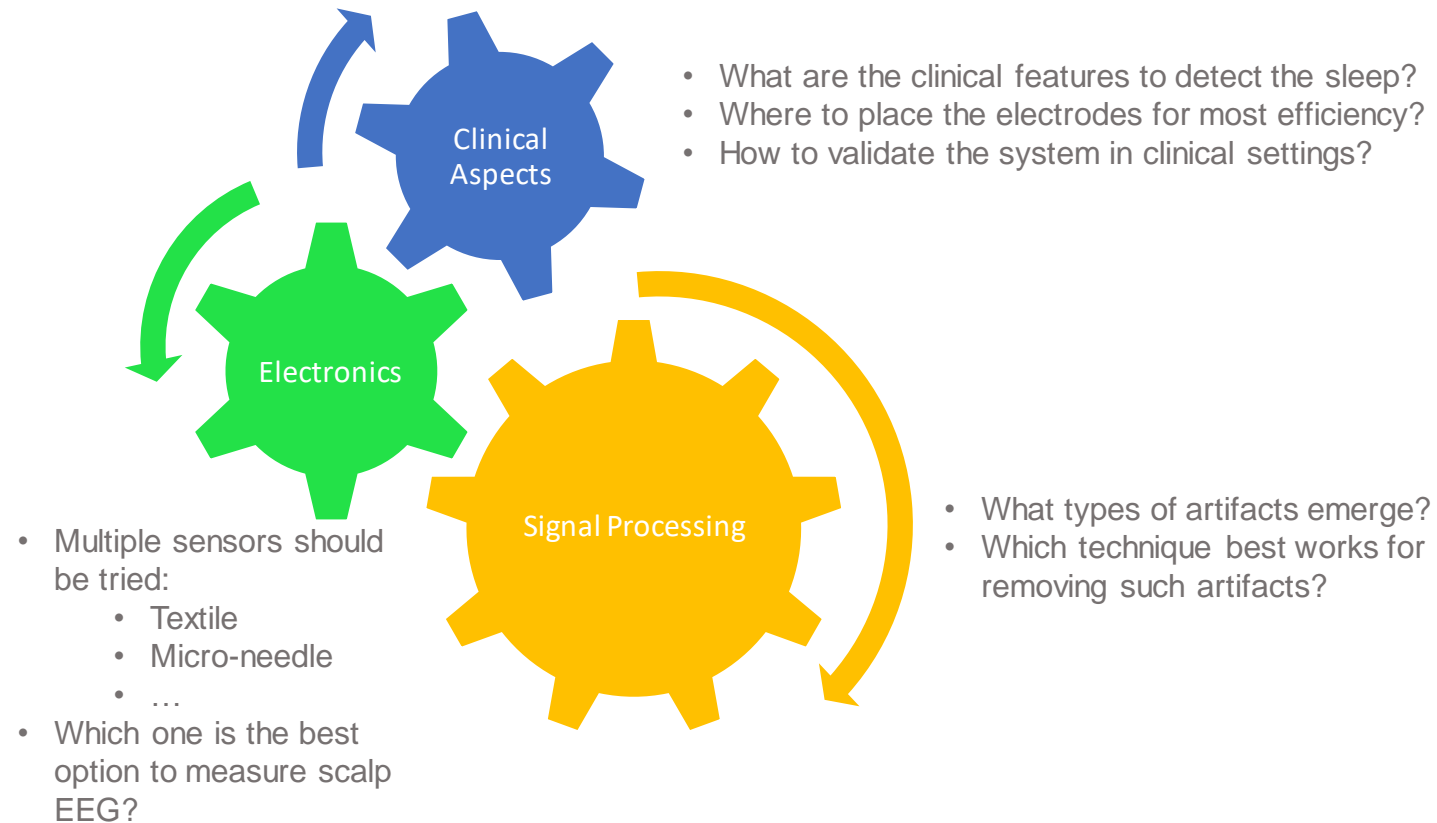 Clinical
Aspects
• What are the clinical features to detect the sleep?
• Where to place the electrodes for most efficiency?
• How to validate the system in clinical settings?
Electronics
• Multiple sensors should
be tried:
• Textile
• Micro-needle
• …
• Which one is the best
option to measure scalp
EEG?
Signal Processing
• What types of artifacts emerge?
• Which technique best works for
removing such artifacts?